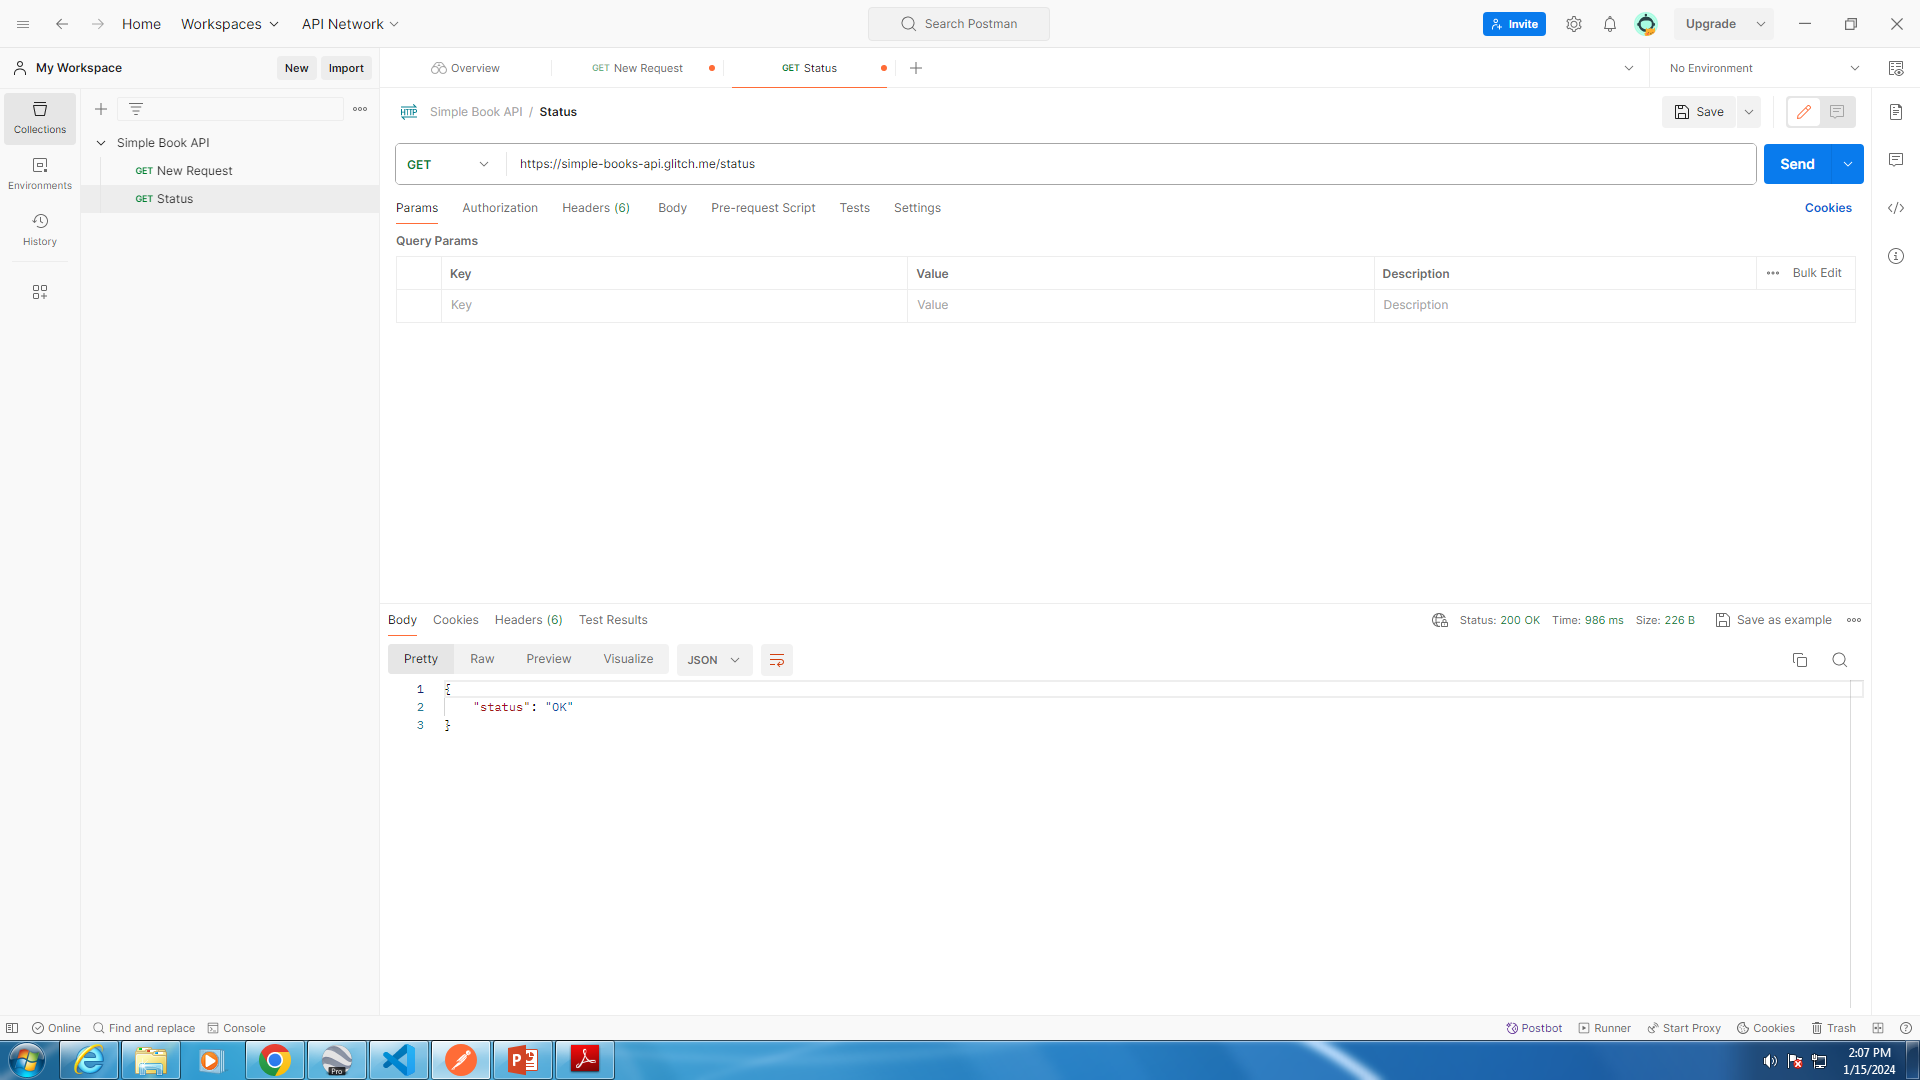 Home Workspaces API Network Search Postman Invite Upgrade
My Workspace New Import Overview GET New Request GET Status No Environment
Collections
Environments
History
Simple Book API
GET New Request
GET Status
HTTP Simple Book API / Status Save
GET https://simple-books-api.glitch.me/status Send
Params Authorization Headers (6) Body Pre-request Script Tests Settings Cookies
Query Params
Key Value Description Bulk Edit
Key Value Description
Body Cookies Headers (6) Test Results Status: 200 OK Time: 986 ms Size: 226 B Save as example
Pretty Raw Preview Visualize JSON
1 {
2 "status": "OK"
3 }
Online Find and replace Console Postbot Runner Start Proxy Cookies Trash
Pro
2:07 PM
1/15/2024